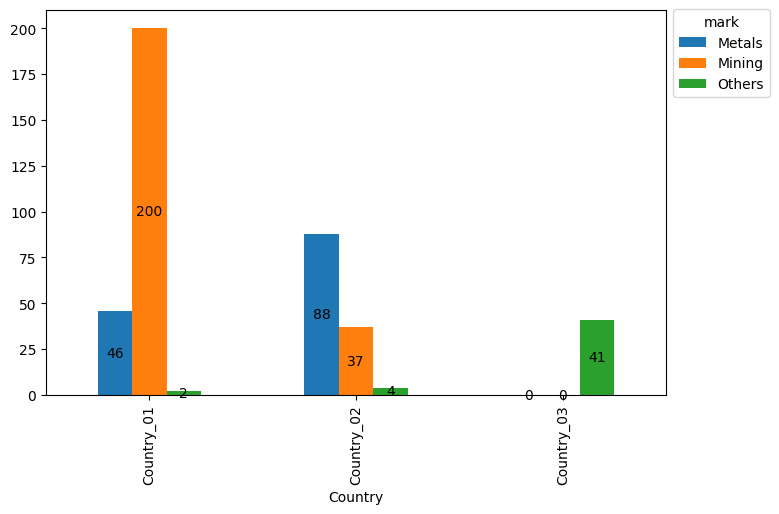 200
175
150
125
100
75
50
25
0
mark
Metals
Mining
Others
46
200
2
88
37
4
0
0
41
Country_01
Country_02
Country_03
Country